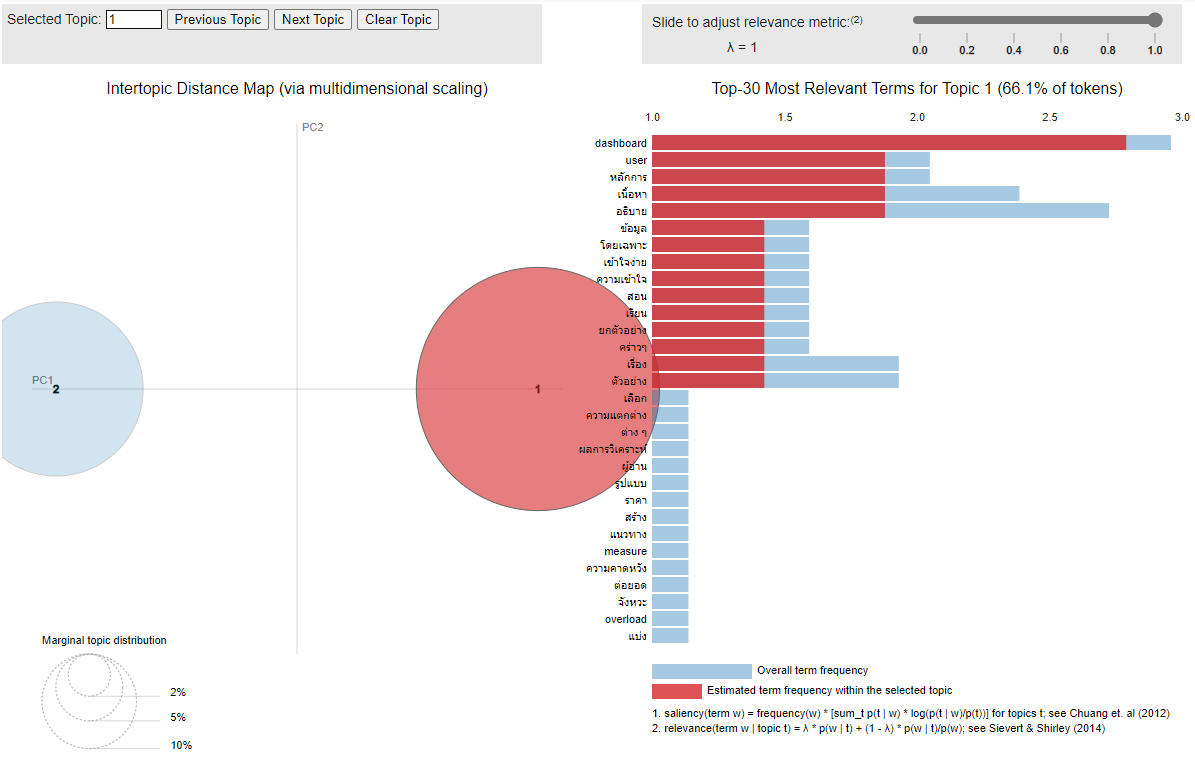 Selected Topic: 1 Previous Topic Next Topic Clear Topic
Slide to adjust relevance metric:(2)
λ = 1
0.0 0.2 0.4 0.6 0.8 1.0
Intertopic Distance Map (via multidimensional scaling)
PC2
PC1
2
1
Marginal topic distribution
2%
5%
10%
Top-30 Most Relevant Terms for Topic 1 (66.1% of tokens)
1.0 1.5 2.0 2.5 3.0
dashboard
user
หลักการ
เนื้อหา
อธิบาย
ข้อมูล
โดยเฉพาะ
เข้าใจง่าย
ความเข้าใจ
สอน
เรียน
ยกตัวอย่าง
คร่าวๆ
เรื่อง
ตัวอย่าง
เลือก
ความแตกต่าง
ต่าง ๆ
ผลการวิเคราะห์
ผู้อ่าน
รูปแบบ
ราคา
สร้าง
แนวทาง
measure
ความคาดหวัง
ต่อยอด
จังหวะ
overload
แบ่ง
Overall term frequency
Estimated term frequency within the selected topic
1. saliency(term w) = frequency(w) * [sum_t p(t | w) * log(p(t | w)/p(t))] for topics t; see Chuang et. al (2012)
2. relevance(term w | topic t) = λ * p(w | t) + (1 - λ) * p(w | t)/p(w); see Sievert & Shirley (2014)